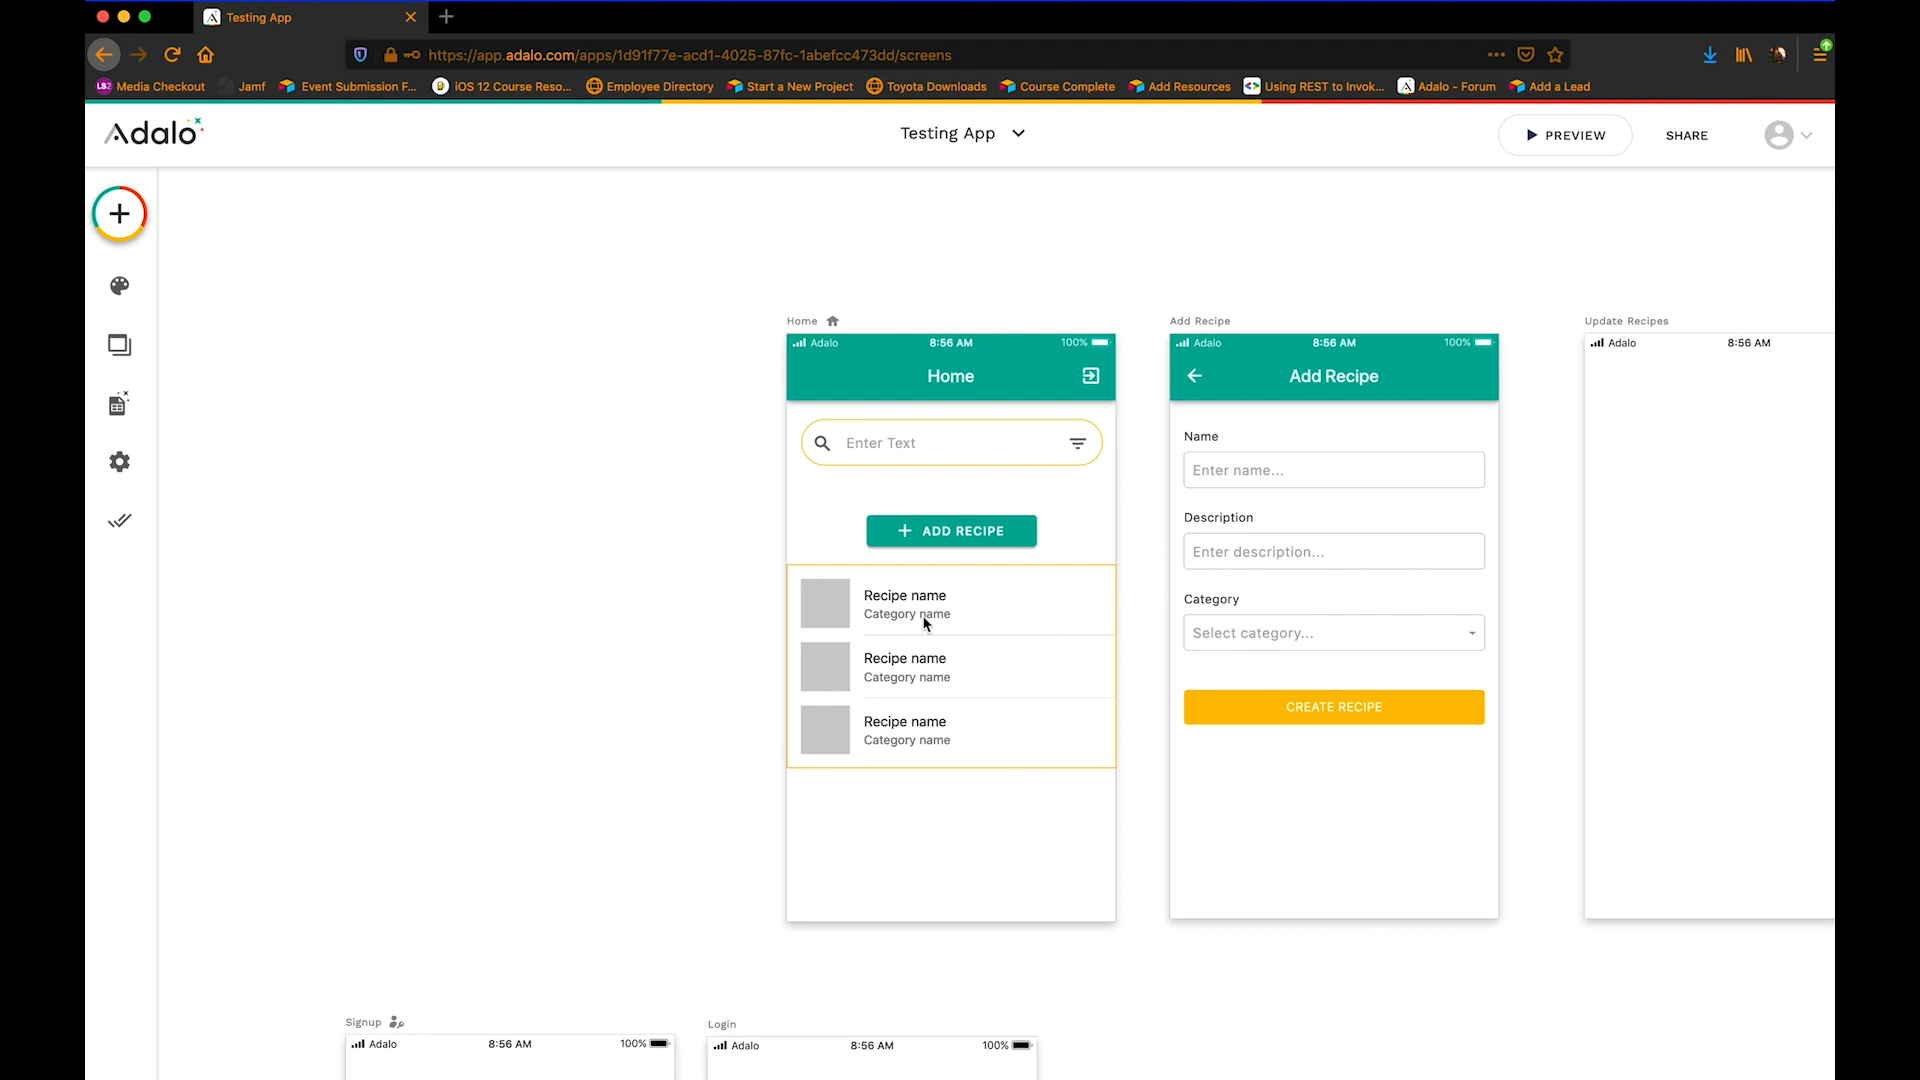 Testing App
https://app.adalo.com/apps/1d91f77e-acd1-4025-87fc-1abefcc473dd/screens
LS2 Media Checkout Jamf Event Submission F... iOS 12 Course Reso... Employee Directory Start a New Project Toyota Downloads Course Complete Add Resources Using REST to Invok... Adalo - Forum Add a Lead
Adalo
Testing App
PREVIEW
SHARE
Home
Adalo 8:56 AM 100%
Home
Enter Text
ADD RECIPE
Recipe name
Category name
Recipe name
Category name
Recipe name
Category name
Add Recipe
Adalo 8:56 AM 100%
Add Recipe
Name
Enter name...
Description
Enter description...
Category
Select category...
CREATE RECIPE
Update Recipes
Adalo 8:56 AM
Signup
Adalo 8:56 AM 100%
Login
Adalo 8:56 AM 100%